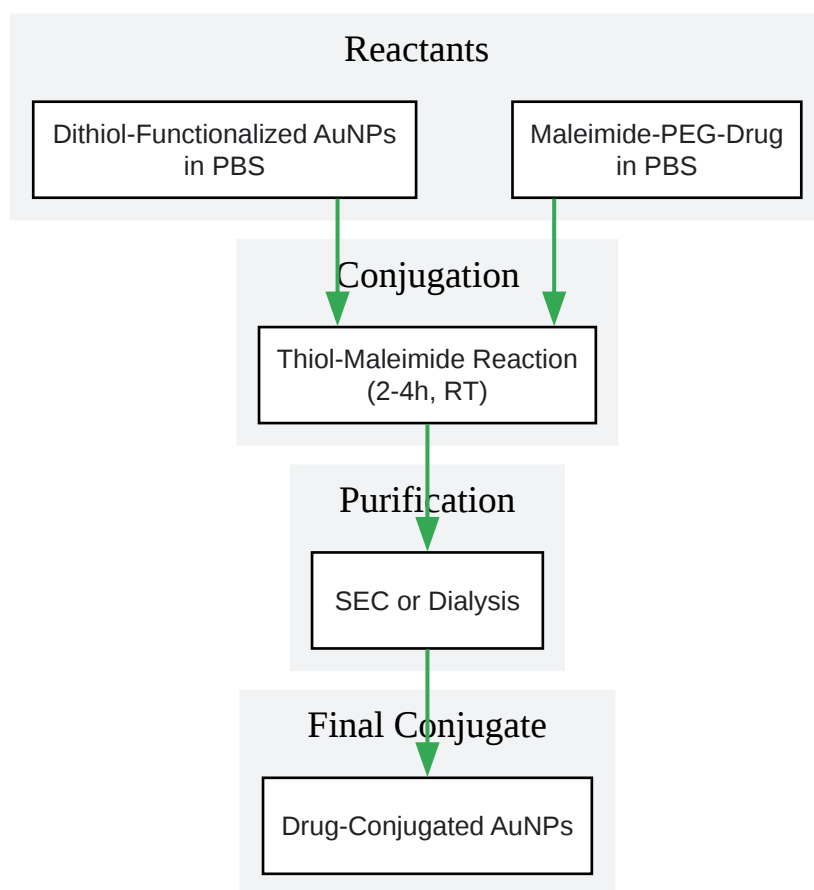 Reactants
Dithiol-Functionalized AuNPs
in PBS
Maleimide-PEG-Drug
in PBS
Conjugation
Thiol-Maleimide Reaction
(2-4h, RT)
Purification
SEC or Dialysis
Final Conjugate
Drug-Conjugated AuNPs